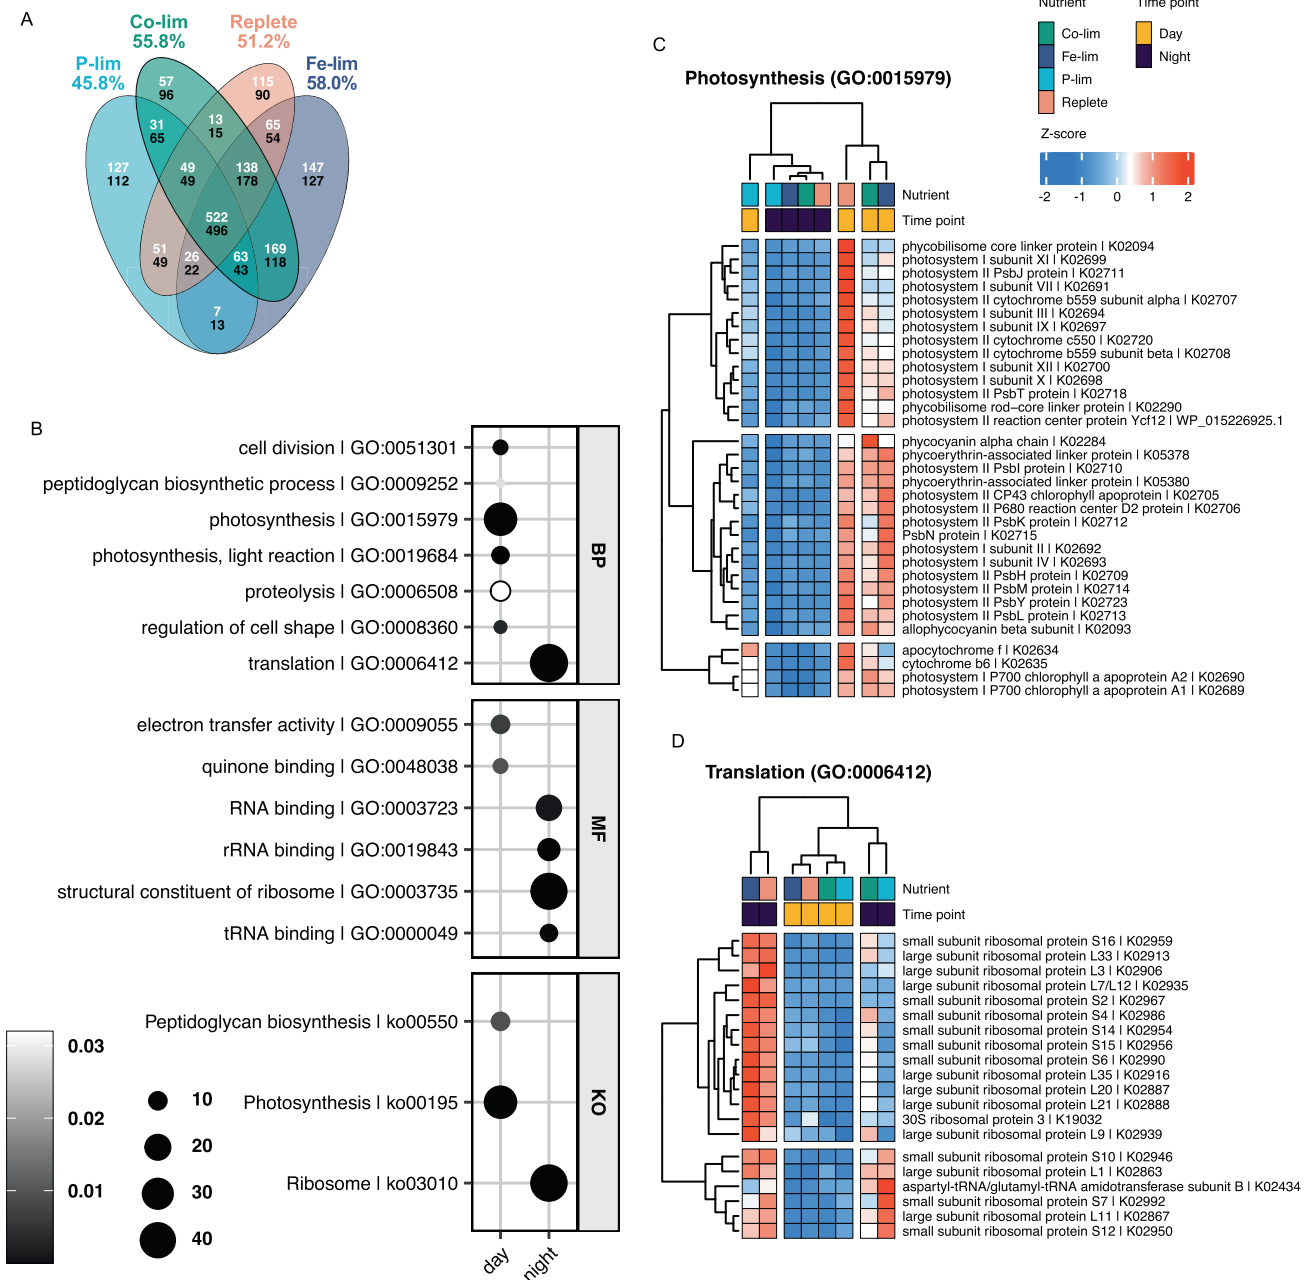 A
Co-lim
55.8%
Replete
51.2%
P-lim
45.8%
Fe-lim
58.0%
57
96
115
90
31
65
13
15
65
54
127
112
49
49
138
178
147
127
522
496
51
49
26
22
63
43
169
118
7
13
B
cell division | GO:0051301
peptidoglycan biosynthetic process | GO:0009252
photosynthesis | GO:0015979
photosynthesis, light reaction | GO:0019684
proteolysis | GO:0006508
regulation of cell shape | GO:0008360
translation | GO:0006412
BP
electron transfer activity | GO:0009055
quinone binding | GO:0048038
RNA binding | GO:0003723
rRNA binding | GO:0019843
structural constituent of ribosome | GO:0003735
tRNA binding | GO:0000049
MF
Peptidoglycan biosynthesis | ko00550
Photosynthesis | ko00195
Ribosome | ko03010
KO
day
night
0.03
0.02
0.01
10
20
30
40
C
Nutrient
Co-lim
Fe-lim
P-lim
Replete
Time point
Day
Night
Z-score
-2 -1 0 1 2
Photosynthesis (GO:0015979)
Nutrient
Time point
phycobilisome core linker protein | K02094
photosystem I subunit XI | K02699
photosystem II PsbJ protein | K02711
photosystem I subunit VII | K02691
photosystem II cytochrome b559 subunit alpha | K02707
photosystem I subunit III | K02694
photosystem I subunit IX | K02697
photosystem II cytochrome c550 | K02720
photosystem II cytochrome b559 subunit beta | K02708
photosystem I subunit XII | K02700
photosystem I subunit X | K02698
photosystem II PsbT protein | K02718
phycobilisome rod–core linker protein | K02290
photosystem II reaction center protein Ycf12 | WP_015226925.1
phycocyanin alpha chain | K02284
phycoerythrin-associated linker protein | K05378
photosystem II PsbI protein | K02710
phycoerythrin-associated linker protein | K05380
photosystem II CP43 chlorophyll apoprotein | K02705
photosystem II P680 reaction center D2 protein | K02706
photosystem II PsbK protein | K02712
PsbN protein | K02715
photosystem I subunit II | K02692
photosystem I subunit IV | K02693
photosystem II PsbH protein | K02709
photosystem II PsbM protein | K02714
photosystem II PsbY protein | K02723
photosystem II PsbL protein | K02713
allophycocyanin beta subunit | K02093
apocytochrome f | K02634
cytochrome b6 | K02635
photosystem I P700 chlorophyll a apoprotein A2 | K02690
photosystem I P700 chlorophyll a apoprotein A1 | K02689
D
Translation (GO:0006412)
Nutrient
Time point
small subunit ribosomal protein S16 | K02959
large subunit ribosomal protein L33 | K02913
large subunit ribosomal protein L3 | K02906
large subunit ribosomal protein L7/L12 | K02935
small subunit ribosomal protein S2 | K02967
small subunit ribosomal protein S4 | K02986
small subunit ribosomal protein S14 | K02954
small subunit ribosomal protein S15 | K02956
small subunit ribosomal protein S6 | K02990
large subunit ribosomal protein L35 | K02916
large subunit ribosomal protein L20 | K02887
large subunit ribosomal protein L21 | K02888
30S ribosomal protein 3 | K19032
large subunit ribosomal protein L9 | K02939
small subunit ribosomal protein S10 | K02946
large subunit ribosomal protein L1 | K02863
aspartyl-tRNA/glutamyl-tRNA amidotransferase subunit B | K02434
small subunit ribosomal protein S7 | K02992
large subunit ribosomal protein L11 | K02867
small subunit ribosomal protein S12 | K02950